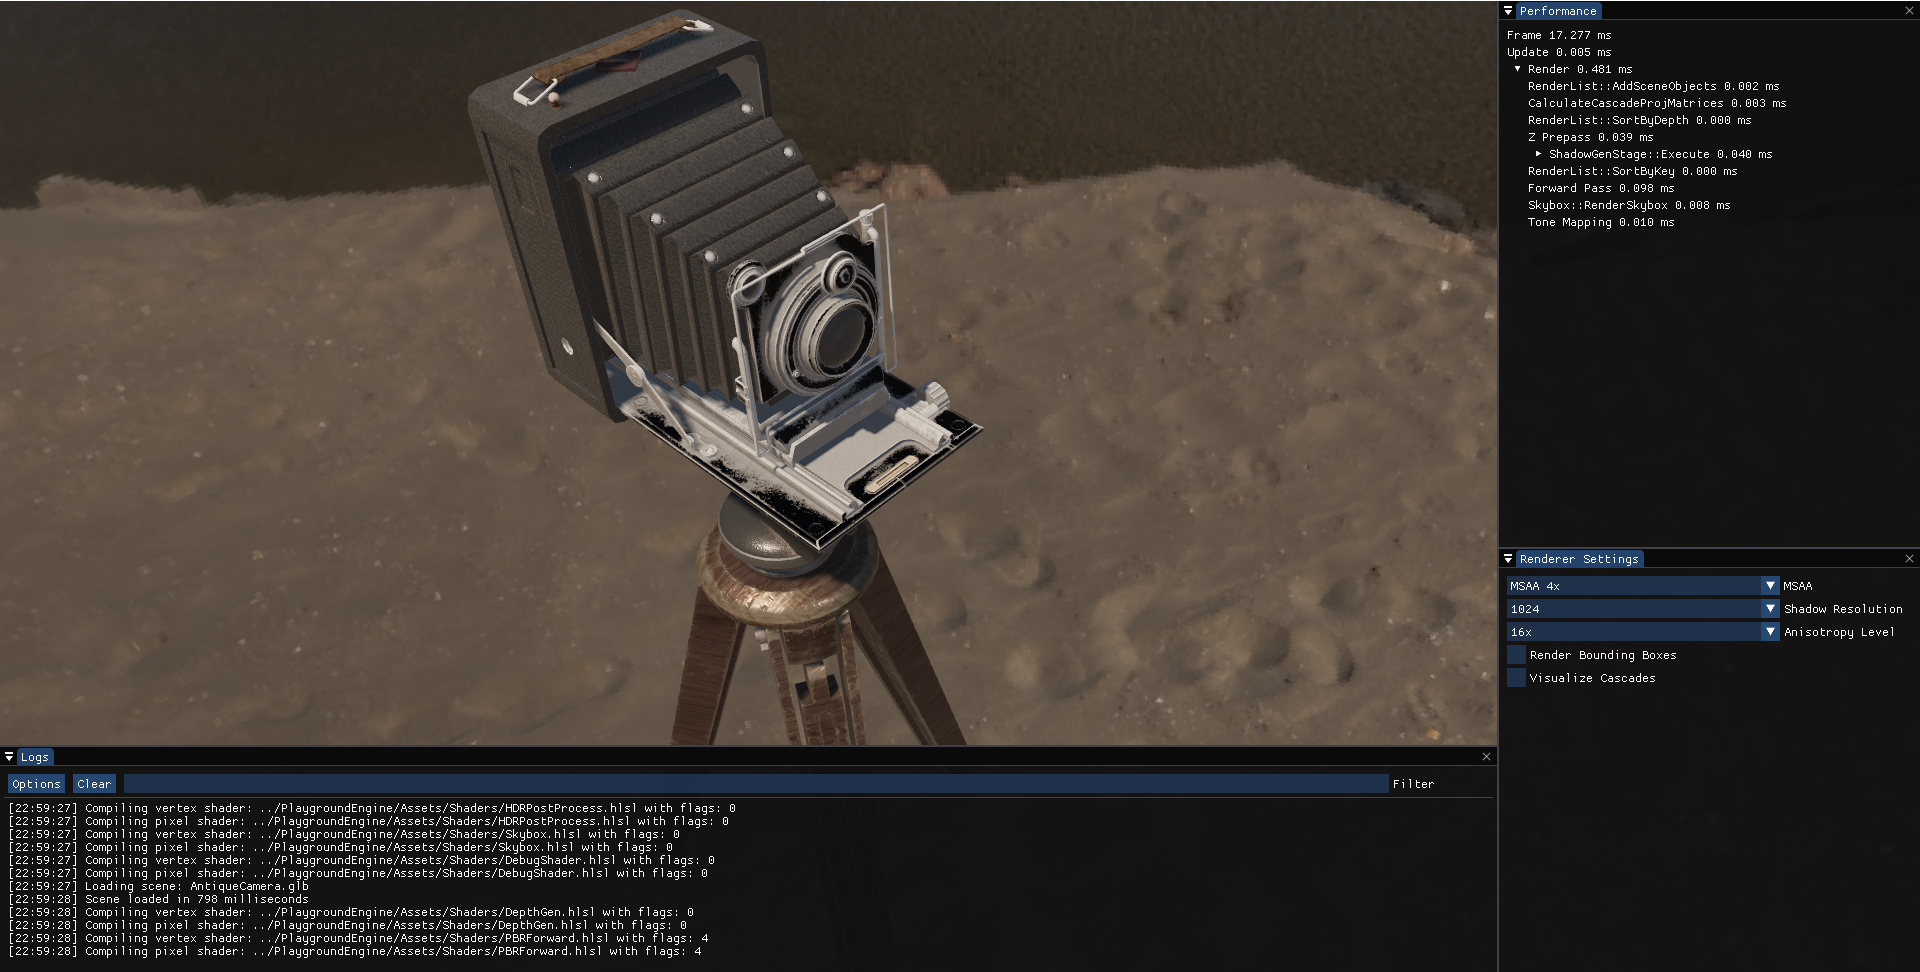 Performance
Frame 17.277 ms
Update 0.005 ms
Render 0.481 ms
RenderList::AddSceneObjects 0.002 ms
CalculateCascadeProjMatrices 0.003 ms
RenderList::SortByDepth 0.000 ms
Z Prepass 0.039 ms
ShadowGenStage::Execute 0.040 ms
RenderList::SortByKey 0.000 ms
Forward Pass 0.098 ms
Skybox::RenderSkybox 0.008 ms
Tone Mapping 0.010 ms
Renderer Settings
MSAA 4x MSAA
1024 Shadow Resolution
16x Anisotropy Level
Render Bounding Boxes
Visualize Cascades
Logs
Options Clear Filter
[22:59:27] Compiling vertex shader: ../PlaygroundEngine/Assets/Shaders/HDRPostProcess.hlsl with flags: 0
[22:59:27] Compiling pixel shader: ../PlaygroundEngine/Assets/Shaders/HDRPostProcess.hlsl with flags: 0
[22:59:27] Compiling vertex shader: ../PlaygroundEngine/Assets/Shaders/Skybox.hlsl with flags: 0
[22:59:27] Compiling pixel shader: ../PlaygroundEngine/Assets/Shaders/Skybox.hlsl with flags: 0
[22:59:27] Compiling vertex shader: ../PlaygroundEngine/Assets/Shaders/DebugShader.hlsl with flags: 0
[22:59:27] Compiling pixel shader: ../PlaygroundEngine/Assets/Shaders/DebugShader.hlsl with flags: 0
[22:59:27] Loading scene: AntiqueCamera.glb
[22:59:28] Scene loaded in 798 milliseconds
[22:59:28] Compiling vertex shader: ../PlaygroundEngine/Assets/Shaders/DepthGen.hlsl with flags: 0
[22:59:28] Compiling pixel shader: ../PlaygroundEngine/Assets/Shaders/DepthGen.hlsl with flags: 0
[22:59:28] Compiling vertex shader: ../PlaygroundEngine/Assets/Shaders/PBRForward.hlsl with flags: 4
[22:59:28] Compiling pixel shader: ../PlaygroundEngine/Assets/Shaders/PBRForward.hlsl with flags: 4